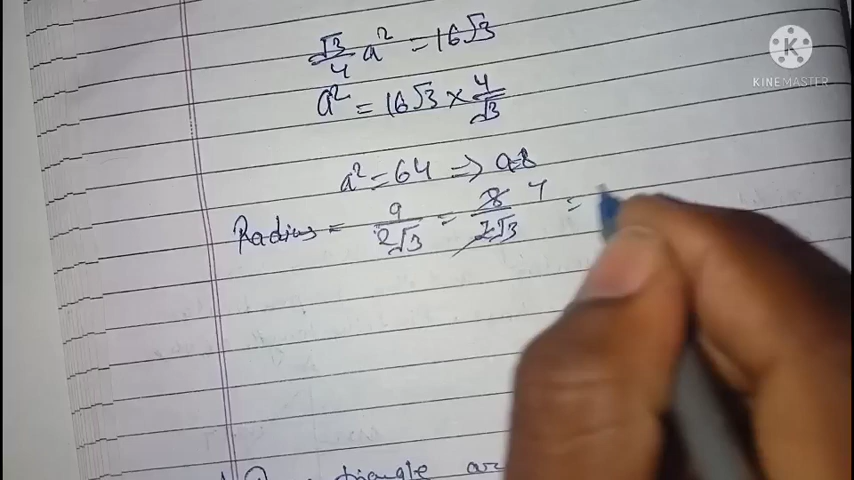 √3/4 a² = 16√3
K
KINEMASTER
a² = 16√3 × 4/√3
a² = 64 ⇒ a=8
Radius = a/2√3 = 8/2√3 4 =
triangle